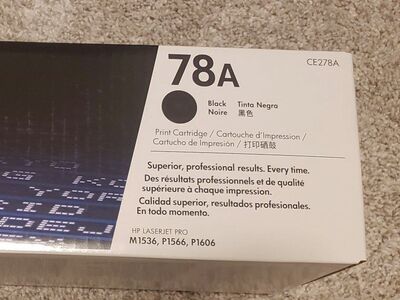 78A
CE278A
Black Tinta Negra
Noire 黑色
Print Cartridge / Cartouche d'Impression /
Cartucho de Impresión / 打印硒鼓
Superior, professional results. Every time.
Des résultats professionnels et de qualité
supérieure à chaque impression.
Calidad superior, resultados profesionales.
En todo momento.
HP LASERJET PRO
M1536, P1566, P1606